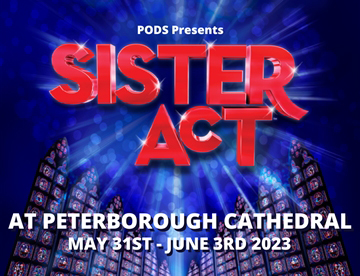 PODS Presents
SISTER
ACT
AT PETERBOROUGH CATHEDRAL
MAY 31ST - JUNE 3RD 2023